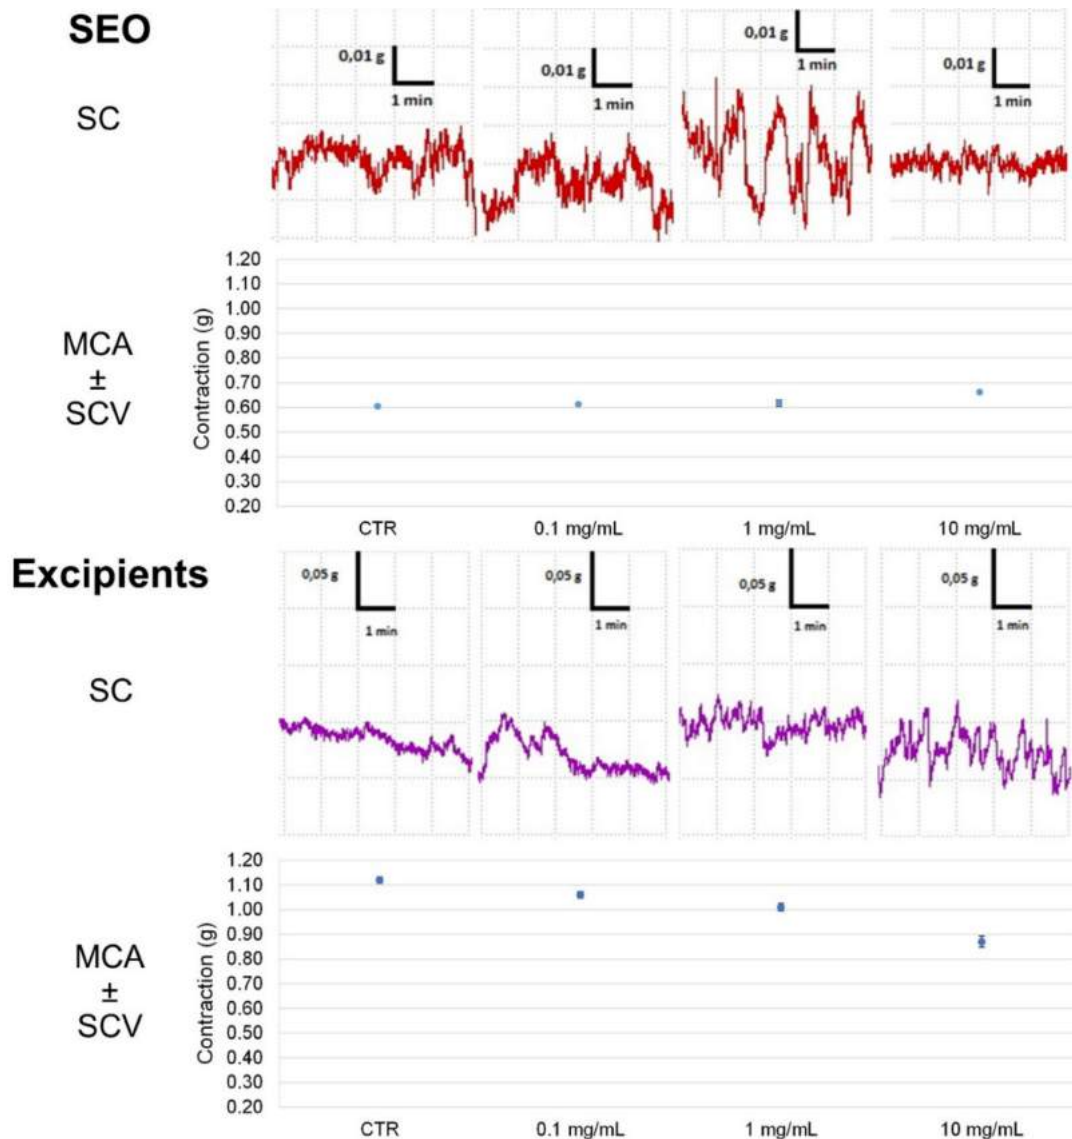 SEO
SC
0,01 g
1 min
0,01 g
1 min
0,01 g
1 min
0,01 g
1 min
MCA
±
SCV
Contraction (g)
1.20
1.10
1.00
0.90
0.80
0.70
0.60
0.50
0.40
0.30
0.20
CTR 0.1 mg/mL 1 mg/mL 10 mg/mL
Excipients
SC
0,05 g
1 min
0,05 g
1 min
0,05 g
1 min
0,05 g
1 min
MCA
±
SCV
Contraction (g)
1.20
1.10
1.00
0.90
0.80
0.70
0.60
0.50
0.40
0.30
0.20
CTR 0.1 mg/mL 1 mg/mL 10 mg/mL